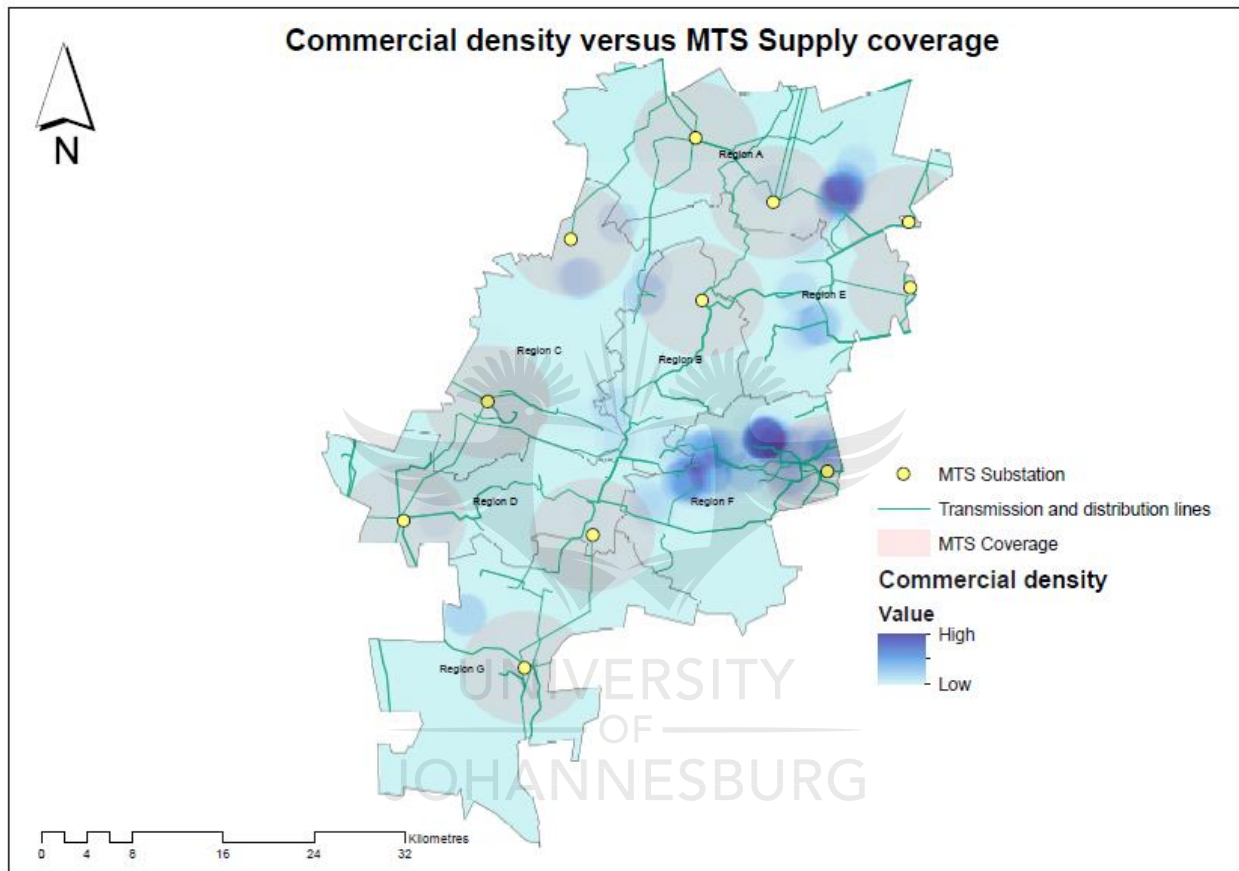 Commercial density versus MTS Supply coverage
N
Region A
Region E
Region C
Region B
Region D
Region F
Region G
MTS Substation
Transmission and distribution lines
MTS Coverage
Commercial density
Value
High
Low
UNIVERSITY
OF
JOHANNESBURG
Kilometres
0 4 8 16 24 32